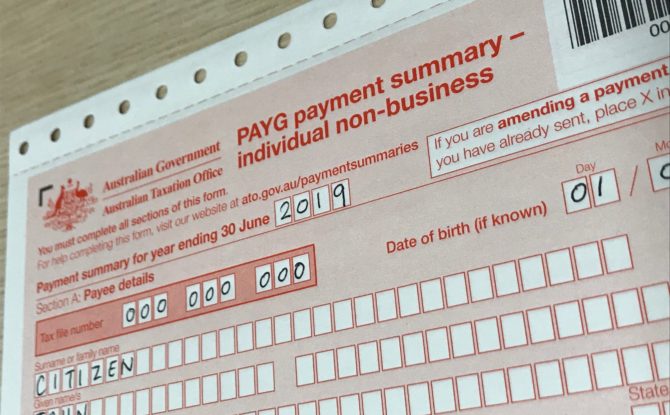 PAYG payment summary –
individual non-business
Australian Government
Australian Taxation Office
If you are amending a payment
you have already sent, place X in
You must complete all sections of this form.
For help completing this form, visit our website at ato.gov.au/paymentsummaries
Payment summary for year ending 30 June 2019
Section A: Payee details
Day
01 /
Date of birth (if known)
Tax file number 000 000 000
Surname or family name
CITIZEN
Given name/s
State